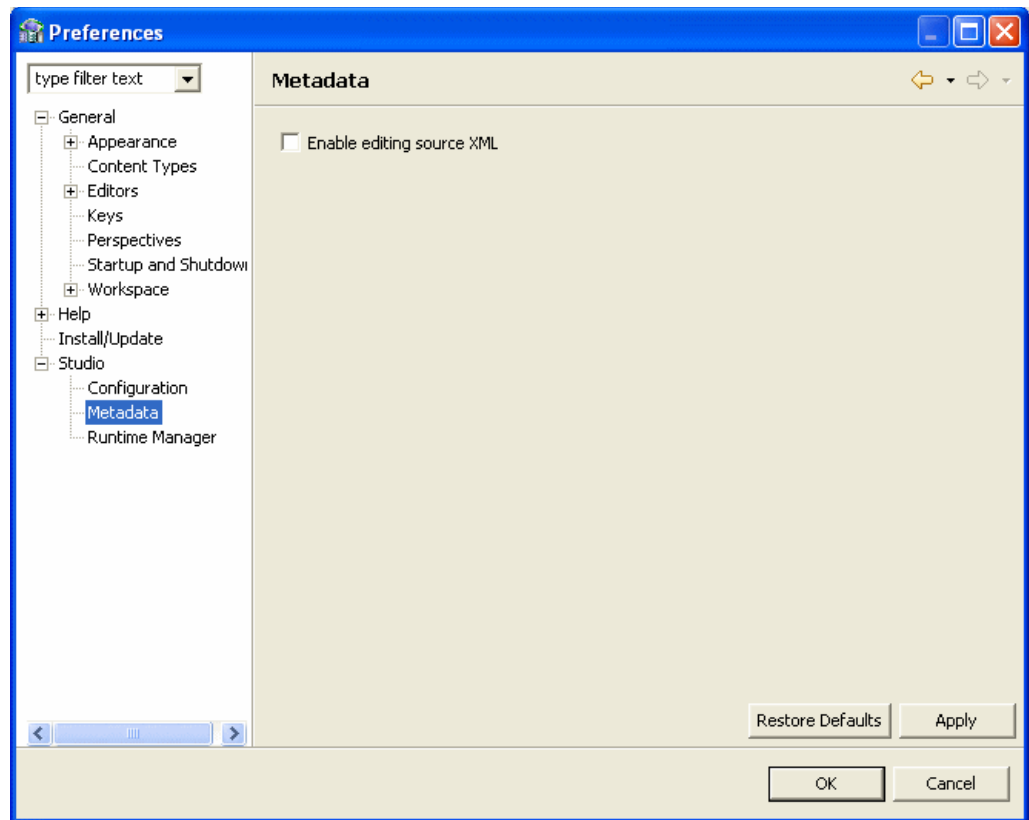 Preferences
type filter text
Metadata
General
Appearance
Content Types
Editors
Keys
Perspectives
Startup and Shutdow
Workspace
Help
Install/Update
Studio
Configuration
Metadata
Runtime Manager
Enable editing source XML
Restore Defaults
Apply
OK
Cancel